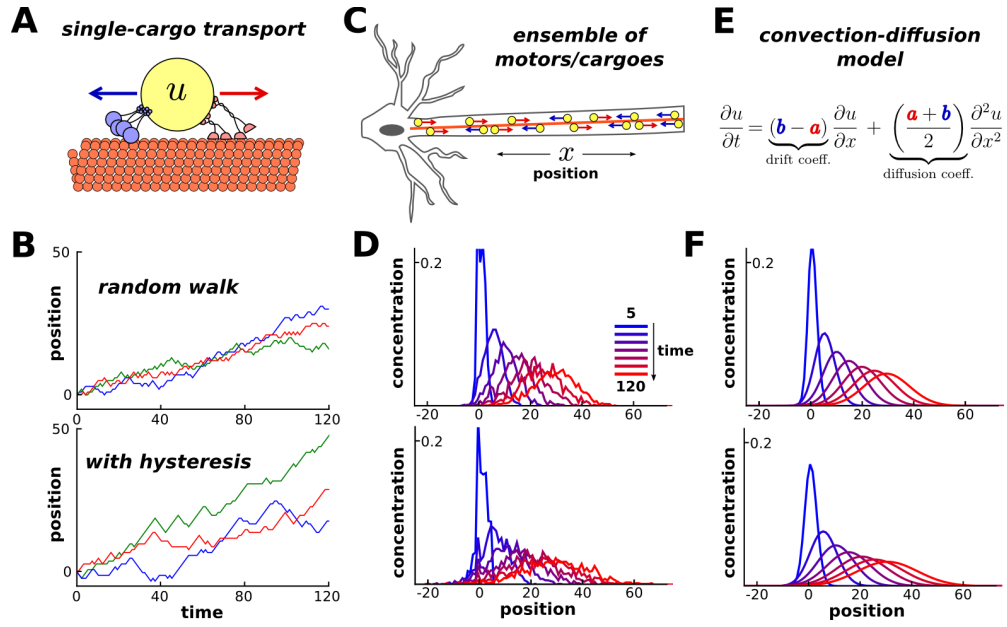 A
single-cargo transport
u
B
50
position
random walk
0
50
position
with hysteresis
0
0
40
80
120
time
C
ensemble of
motors/cargoes
x
position
D
0.2
concentration
5
time
120
-20
0
20
40
60
0.2
concentration
-20
0
20
40
60
position
E
convection-diffusion
model
∂u/∂t = (b − a) ∂u/∂x + ((a + b)/2) ∂²u/∂x²
drift coeff.
diffusion coeff.
F
0.2
concentration
-20
0
20
40
60
0.2
concentration
-20
0
20
40
60
position